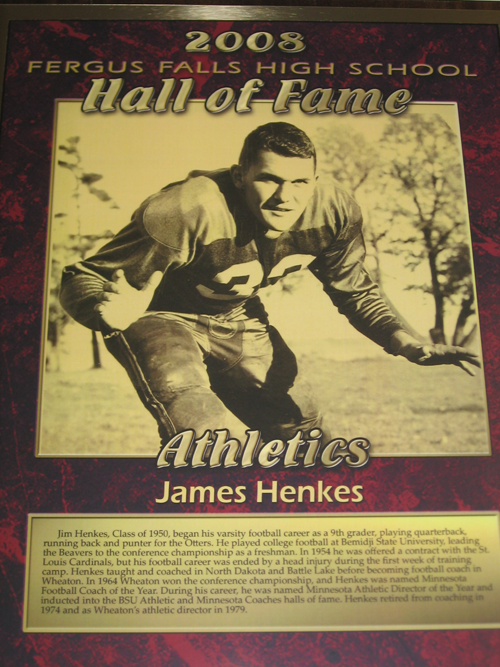 2008
FERGUS FALLS HIGH SCHOOL
Hall of Fame
Athletics
James Henkes
Jim Henkes, Class of 1950, began his varsity football career as a 9th grader, playing quarterback,
running back and punter for the Otters. He played college football at Bemidji State University, leading
the Beavers to the conference championship as a freshman. In 1954 he was offered a contract with the St.
Louis Cardinals, but his football career was ended by a head injury during the first week of training
camp. Henkes taught and coached in North Dakota and Battle Lake before becoming football coach in
Wheaton. In 1964 Wheaton won the conference championship, and Henkes was named Minnesota
Football Coach of the Year. During his career, he was named Minnesota Athletic Director of the Year and
inducted into the BSU Athletic and Minnesota Coaches halls of fame. Henkes retired from coaching in
1974 and as Wheaton's athletic director in 1979.